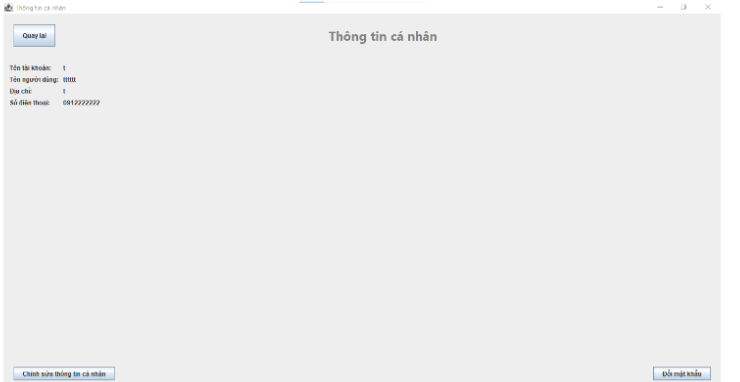 Thông tin cá nhân
Quay lại
Thông tin cá nhân
Tên tài khoản: t
Tên người dùng: tttttt
Địa chỉ: t
Số điện thoại: 0912222222
Chỉnh sửa thông tin cá nhân
Đổi mật khẩu